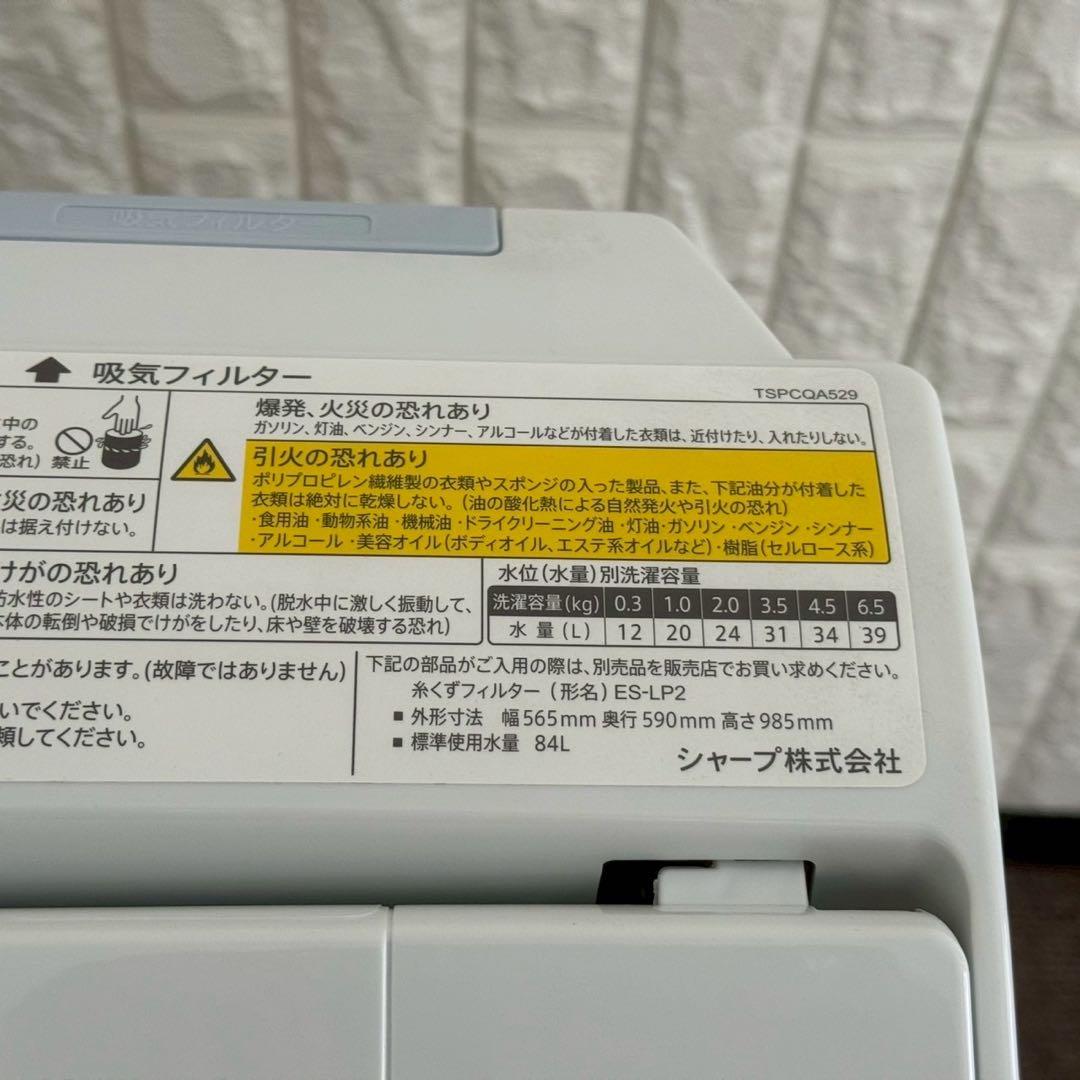 吸気フィルター
吸気フィルター
TSPCQA529
中の
する。
恐れ) 禁止
爆発、火災の恐れあり
ガソリン、灯油、ベンジン、シンナー、アルコールなどが付着した衣類は、近付けたり、入れたりしない。
引火の恐れあり
ポリプロピレン繊維製の衣類やスポンジの入った製品、また、下記油分が付着した
衣類は絶対に乾燥しない。(油の酸化熱による自然発火や引火の恐れ)
・食用油・動物系油・機械油・ドライクリーニング油・灯油・ガソリン・ベンジン・シンナー
・アルコール・美容オイル(ボディオイル、エステ系オイルなど)・樹脂(セルロース系)
災の恐れあり
は据え付けない。
けがの恐れあり
防水性のシートや衣類は洗わない。(脱水中に激しく振動して、
体の転倒や破損でけがをしたり、床や壁を破壊する恐れ)
水位(水量)別洗濯容量
洗濯容量(kg) 0.3 1.0 2.0 3.5 4.5 6.5
水量(L) 12 20 24 31 34 39
ことがあります。(故障ではありません)
いでください。
頼してください。
下記の部品がご入用の際は、別売品を販売店でお買い求めください。
糸くずフィルター(形名)ES-LP2
■ 外形寸法 幅565mm 奥行590mm 高さ985mm
■ 標準使用水量 84L
シャープ株式会社